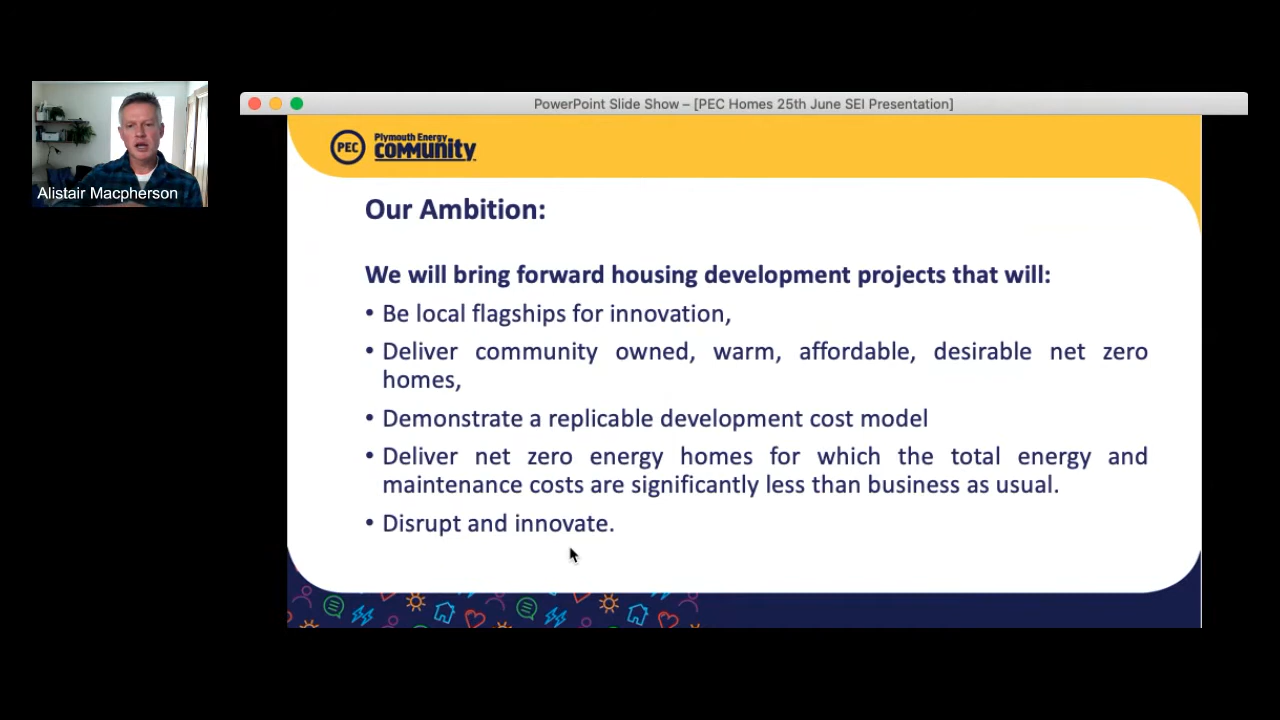 PowerPoint Slide Show – [PEC Homes 25th June SEI Presentation]
PEC
Plymouth Energy
community
Alistair Macpherson
Our Ambition:
We will bring forward housing development projects that will:
• Be local flagships for innovation,
• Deliver community owned, warm, affordable, desirable net zero
homes,
• Demonstrate a replicable development cost model
• Deliver net zero energy homes for which the total energy and
maintenance costs are significantly less than business as usual.
• Disrupt and innovate.